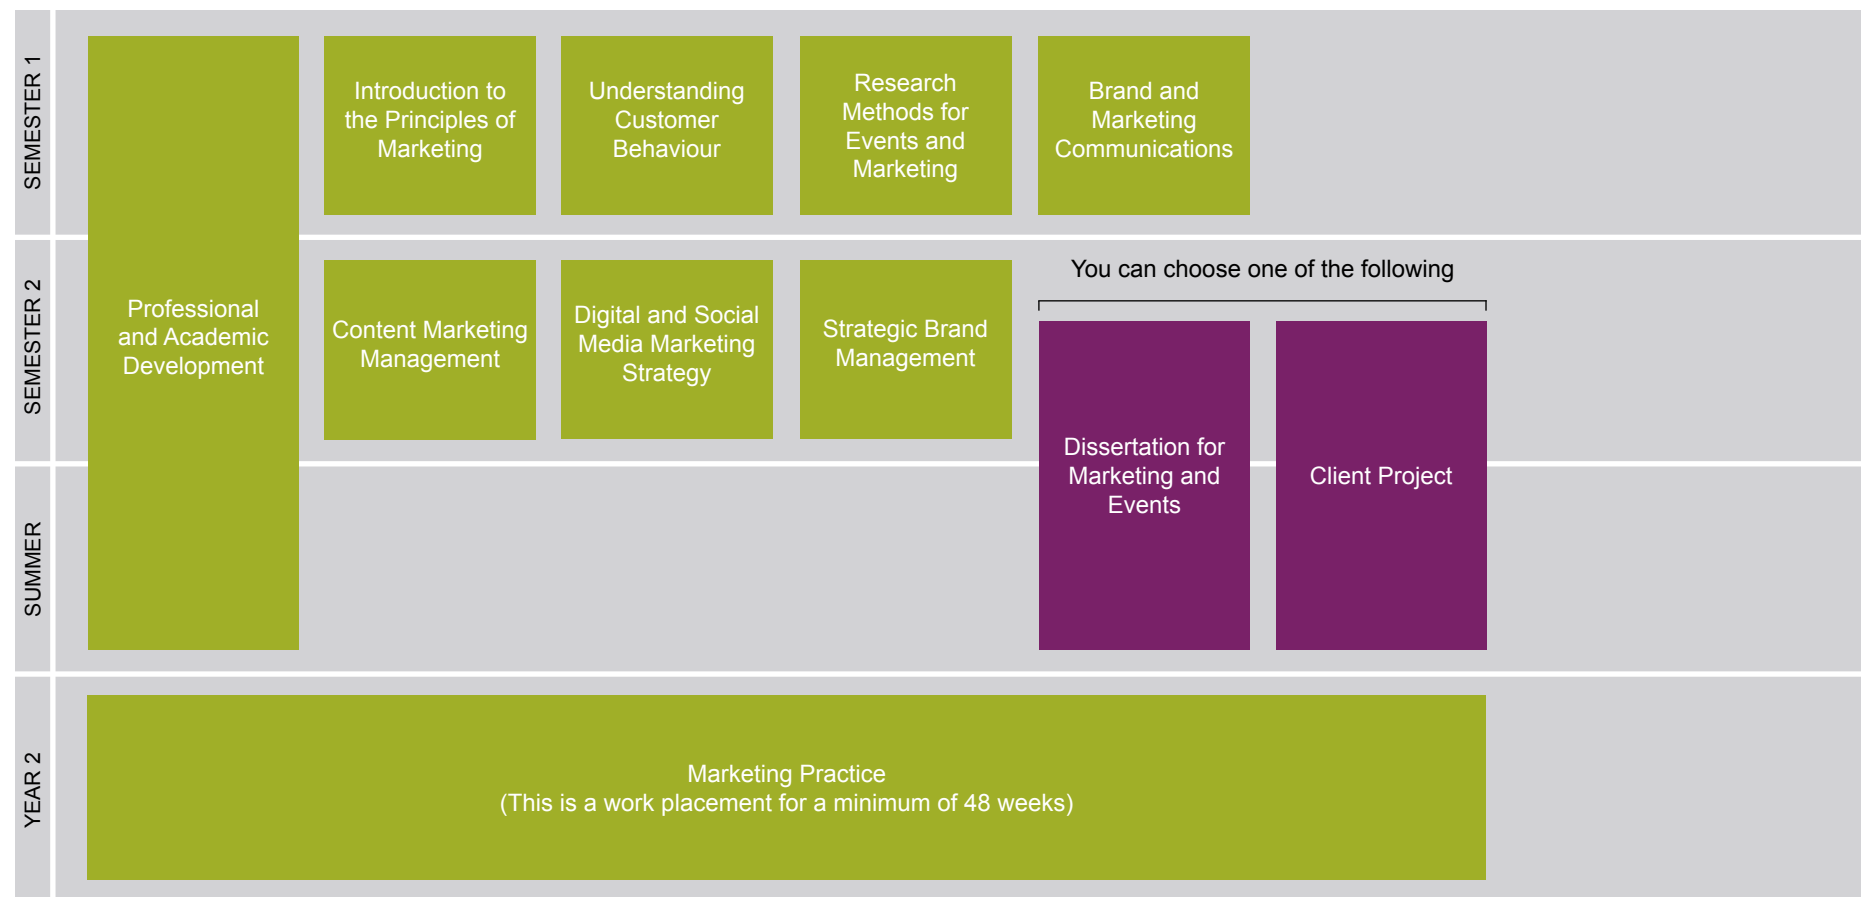 SEMESTER 1
Introduction to
the Principles of
Marketing
Understanding
Customer
Behaviour
Research
Methods for
Events and
Marketing
Brand and
Marketing
Communications
SEMESTER 2
Professional
and Academic
Development
Content Marketing
Management
Digital and Social
Media Marketing
Strategy
Strategic Brand
Management
You can choose one of the following
Dissertation for
Marketing and
Events
Client Project
SUMMER
YEAR 2
Marketing Practice
(This is a work placement for a minimum of 48 weeks)